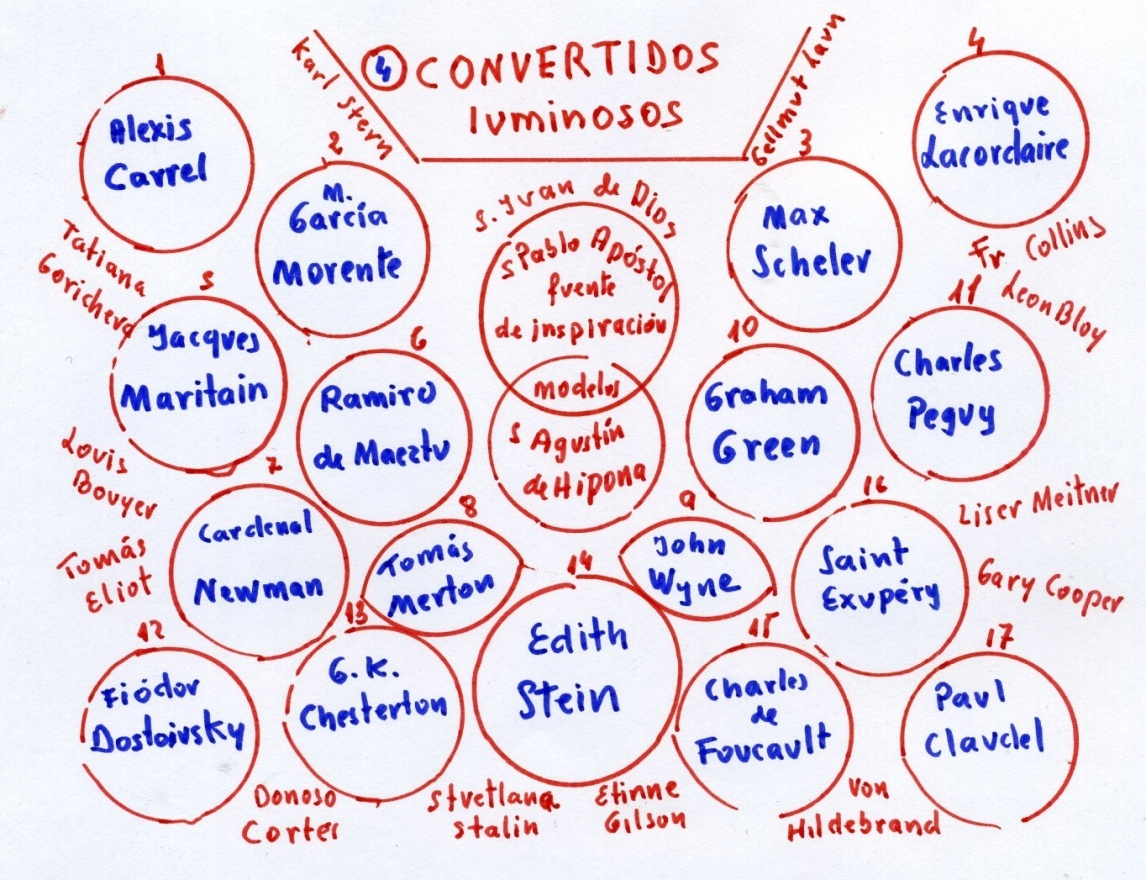 4 CONVERTIDOS
luminosos
Karl Stern
Gellmut Lavn
1
Alexis
Carrel
2
M.
García
Morente
S. Ivan de Dios
s Pablo Apóstol
fuente
de inspiración
modelos
s Agustín
de Hipona
3
Max
Scheler
4
Enrique
Lacordaire
Tatiana
Goricheva
Fr Collins
Leon Bloy
5
Jacques
Maritain
6
Ramiro
de Maeztu
10
Graham
Green
11
Charles
Peguy
Louis
Bouyer
Tomás
Eliot
7
Cardenal
Newman
8
Tomás
Merton
9
John
Wyne
16
Saint
Exupéry
Liser Meitner
Gary Cooper
12
Fiódor
Dostoivsky
13
G. K.
Chesterton
14
Edith
Stein
15
Charles
de
Foucault
17
Paul
Claudel
Donoso
Cortes
Stvetlana
Stalin
Etinne
Gilson
Von
Hildebrand